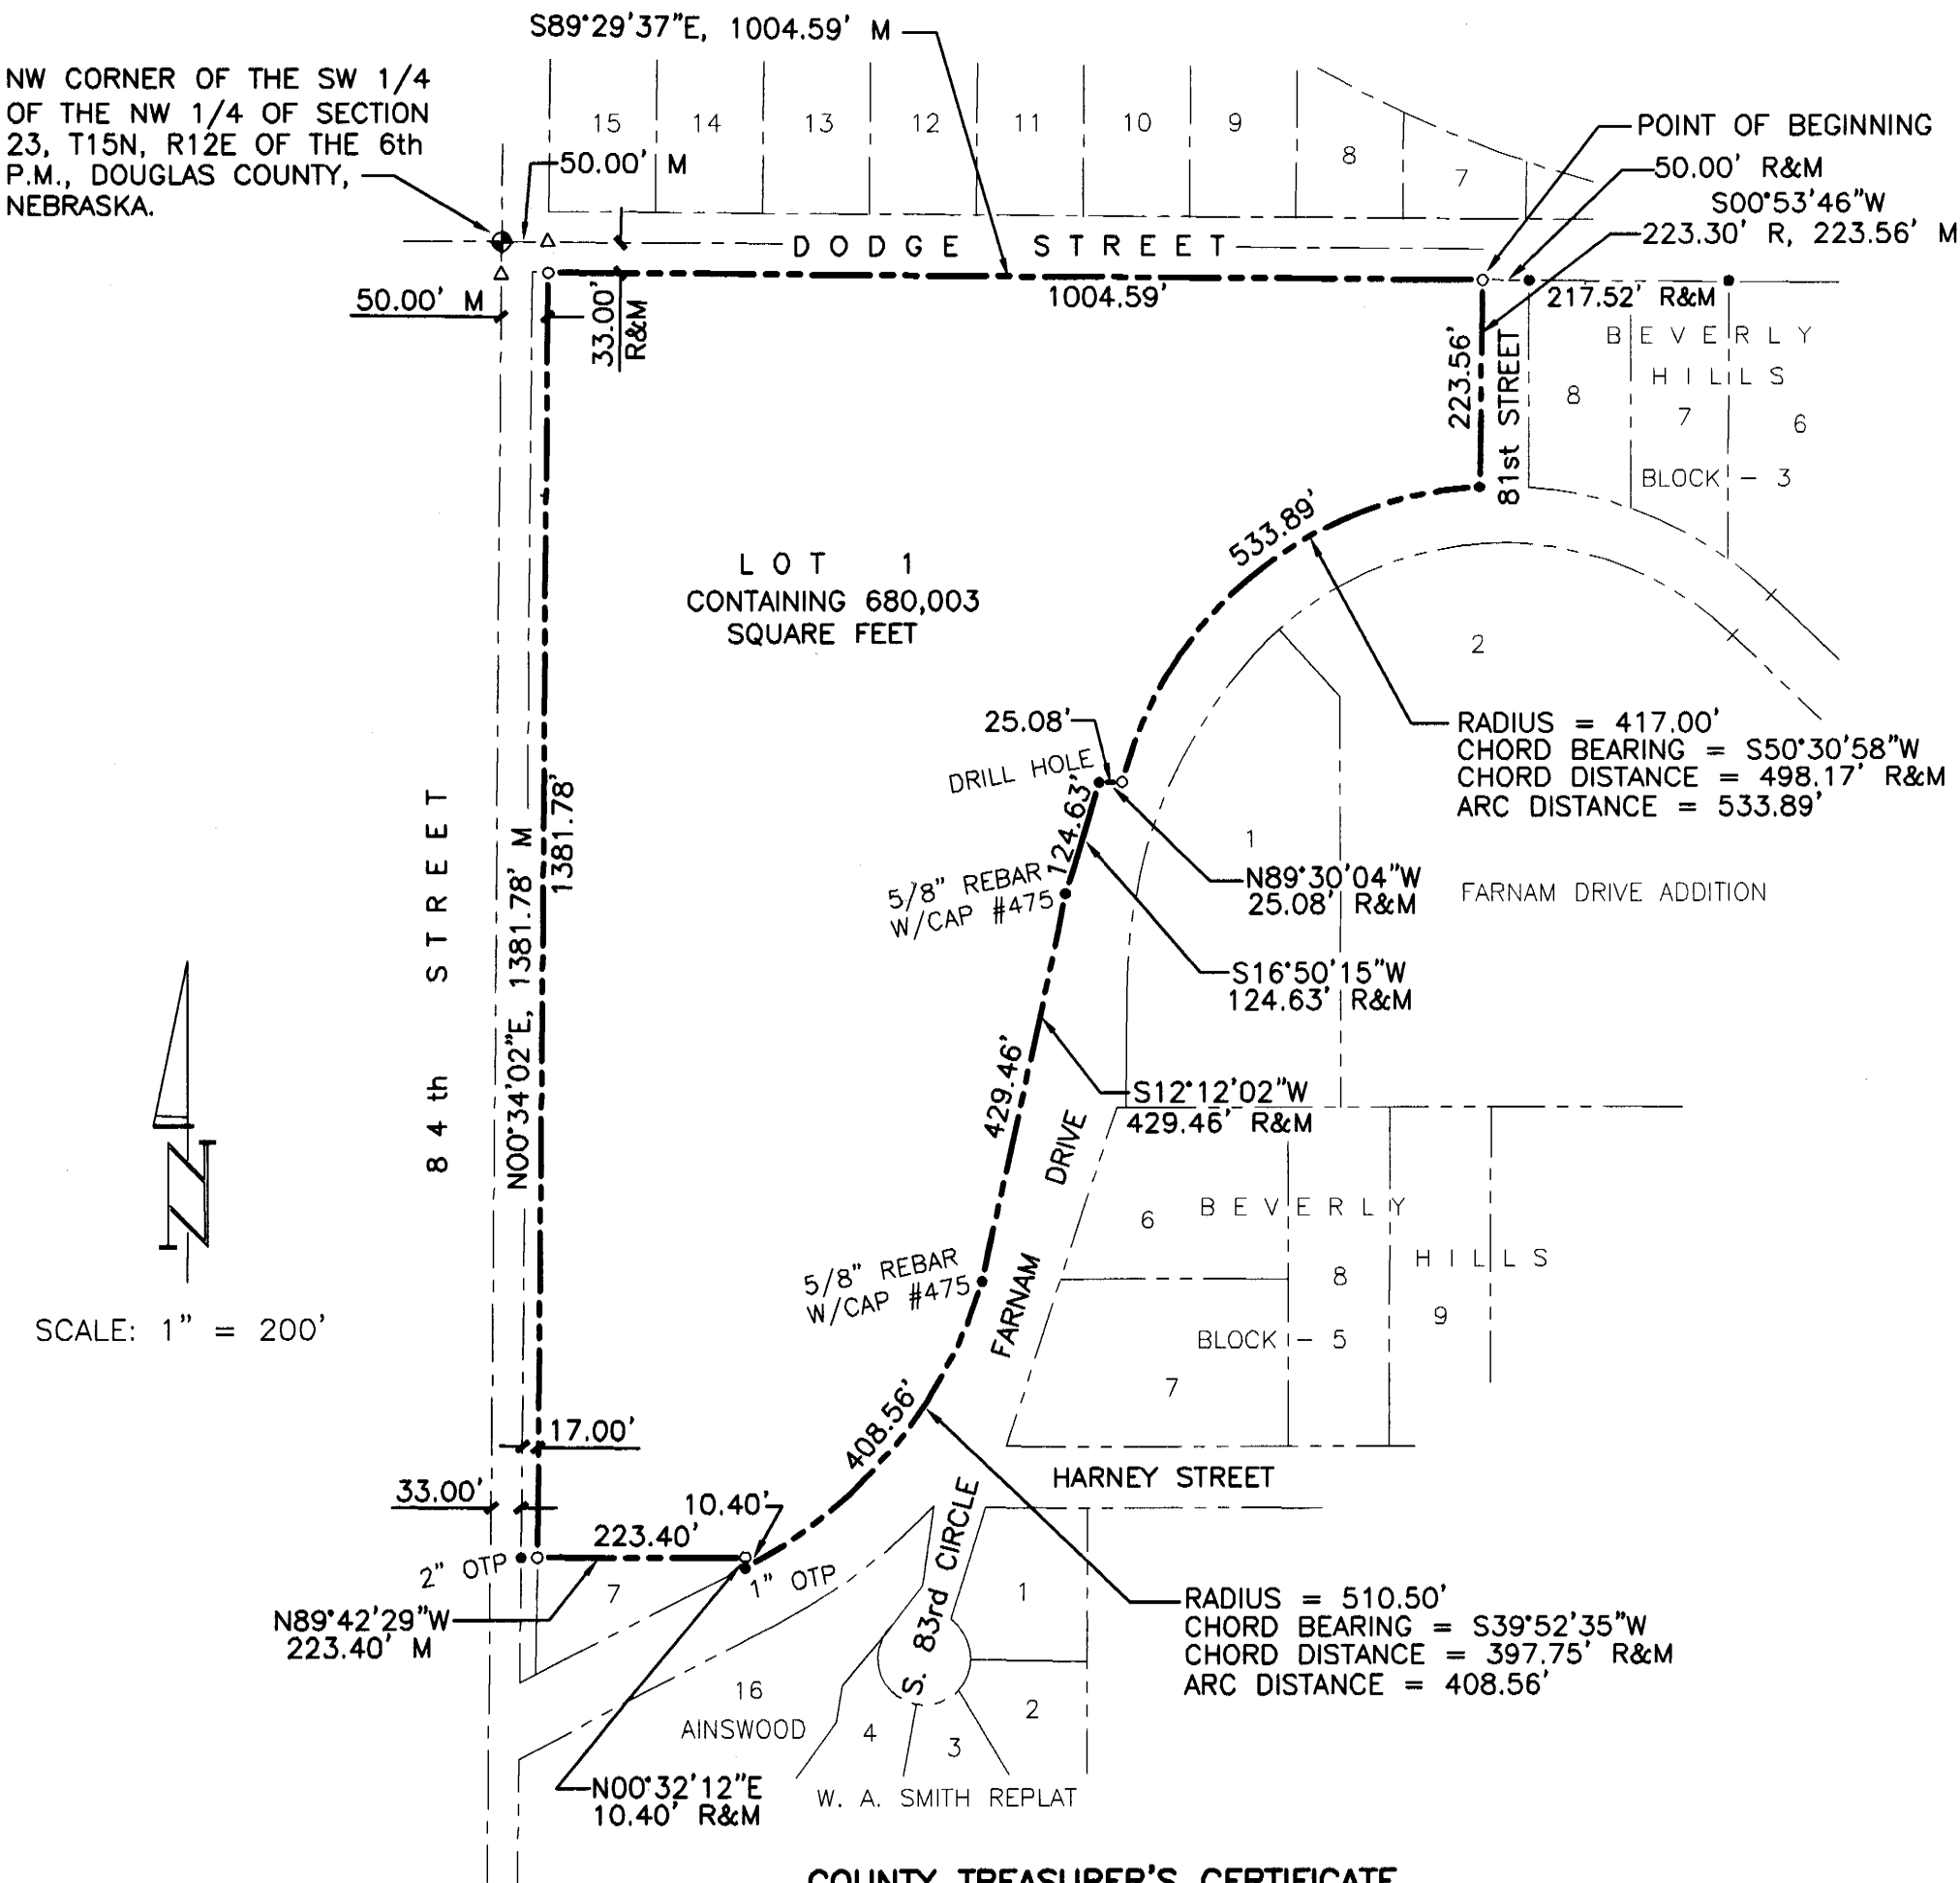 S89°29'37"E, 1004.59' M
NW CORNER OF THE SW 1/4
OF THE NW 1/4 OF SECTION
23, T15N, R12E OF THE 6th
P.M., DOUGLAS COUNTY,
NEBRASKA.
50.00' M
15
14
13
12
11
10
9
8
7
POINT OF BEGINNING
50.00' R&M
S00°53'46"W
223.30' R, 223.56' M
DODGE STREET
50.00' M
33.00'
R&M
1004.59'
217.52' R&M
223.56'
81st STREET
BEVERLY
HILLS
8
7
6
BLOCK - 3
533.89'
LOT 1
CONTAINING 680,003
SQUARE FEET
2
RADIUS = 417.00'
CHORD BEARING = S50°30'58"W
CHORD DISTANCE = 498.17' R&M
ARC DISTANCE = 533.89'
25.08'
DRILL HOLE
124.63'
1
N89°30'04"W
25.08' R&M
FARNAM DRIVE ADDITION
5/8" REBAR
W/CAP #475
S16°50'15"W
124.63' R&M
84th STREET
N00°34'02"E, 1381.78' M
1381.78'
429.46'
S12°12'02"W
429.46' R&M
FARNAM DRIVE
6
BEVERLY
HILLS
8
9
BLOCK - 5
7
5/8" REBAR
W/CAP #475
N
SCALE: 1" = 200'
408.56'
17.00'
33.00'
10.40'
223.40'
HARNEY STREET
2" OTP
7
1" OTP
S. 83rd CIRCLE
1
N89°42'29"W
223.40' M
RADIUS = 510.50'
CHORD BEARING = S39°52'35"W
CHORD DISTANCE = 397.75' R&M
ARC DISTANCE = 408.56'
16
AINSWOOD
4
3
2
N00°32'12"E
10.40' R&M
W. A. SMITH REPLAT
COUNTY TREASURER'S CERTIFICATE